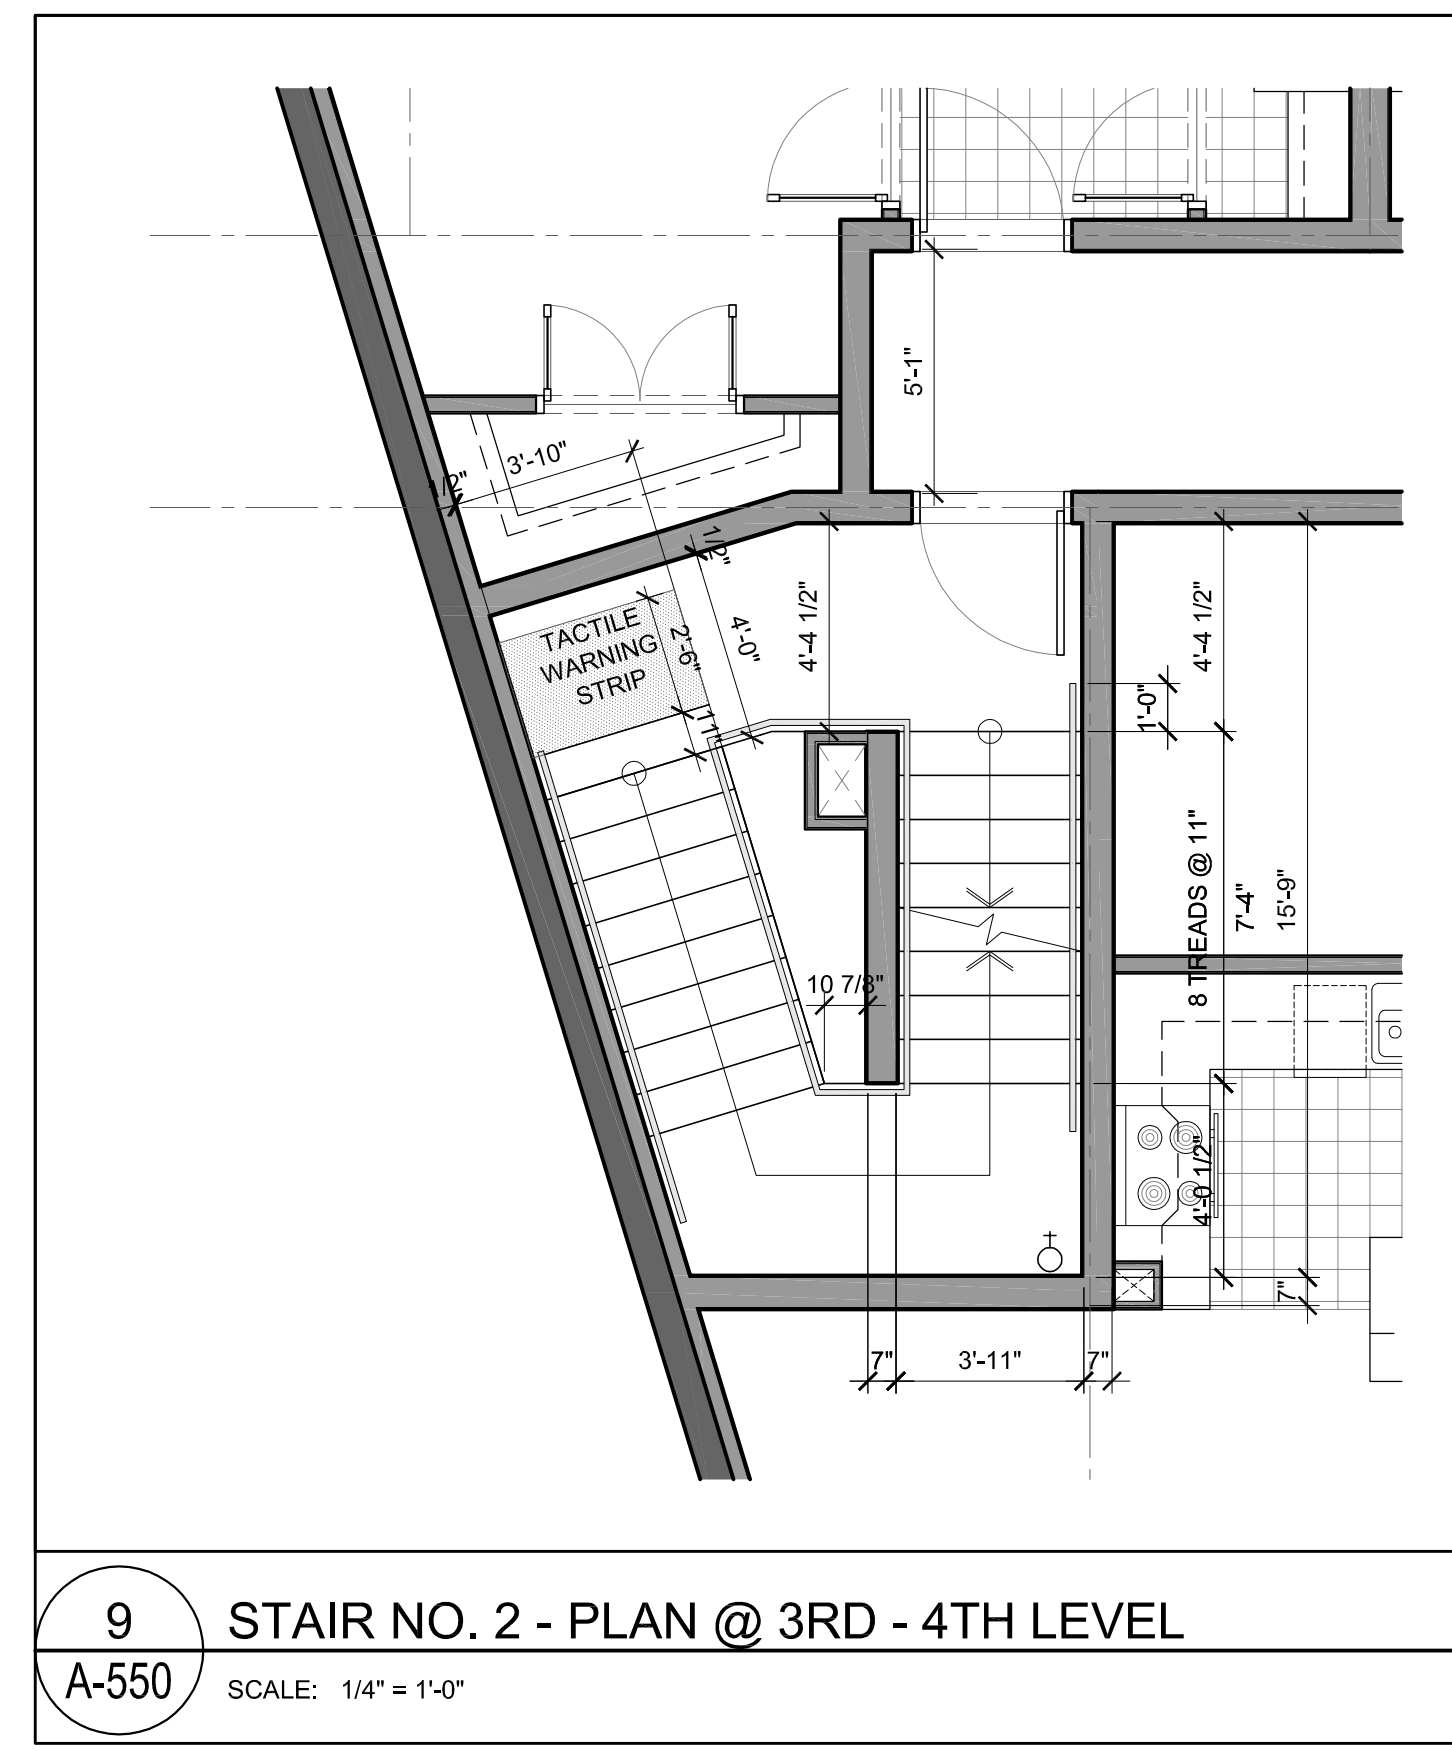 5'-1"
3'-10"
1/2"
1/2"
TACTILE
WARNING
STRIP
2'-6"
4'-0"
4'-4 1/2"
4'-4 1/2"
1'-0"
11"
8 TREADS @ 11"
7'-4"
15'-9"
10 7/8"
4'-0 1/2"
7"
7"
3'-11"
7"
9
STAIR NO. 2 - PLAN @ 3RD - 4TH LEVEL
A-550
SCALE: 1/4" = 1'-0"